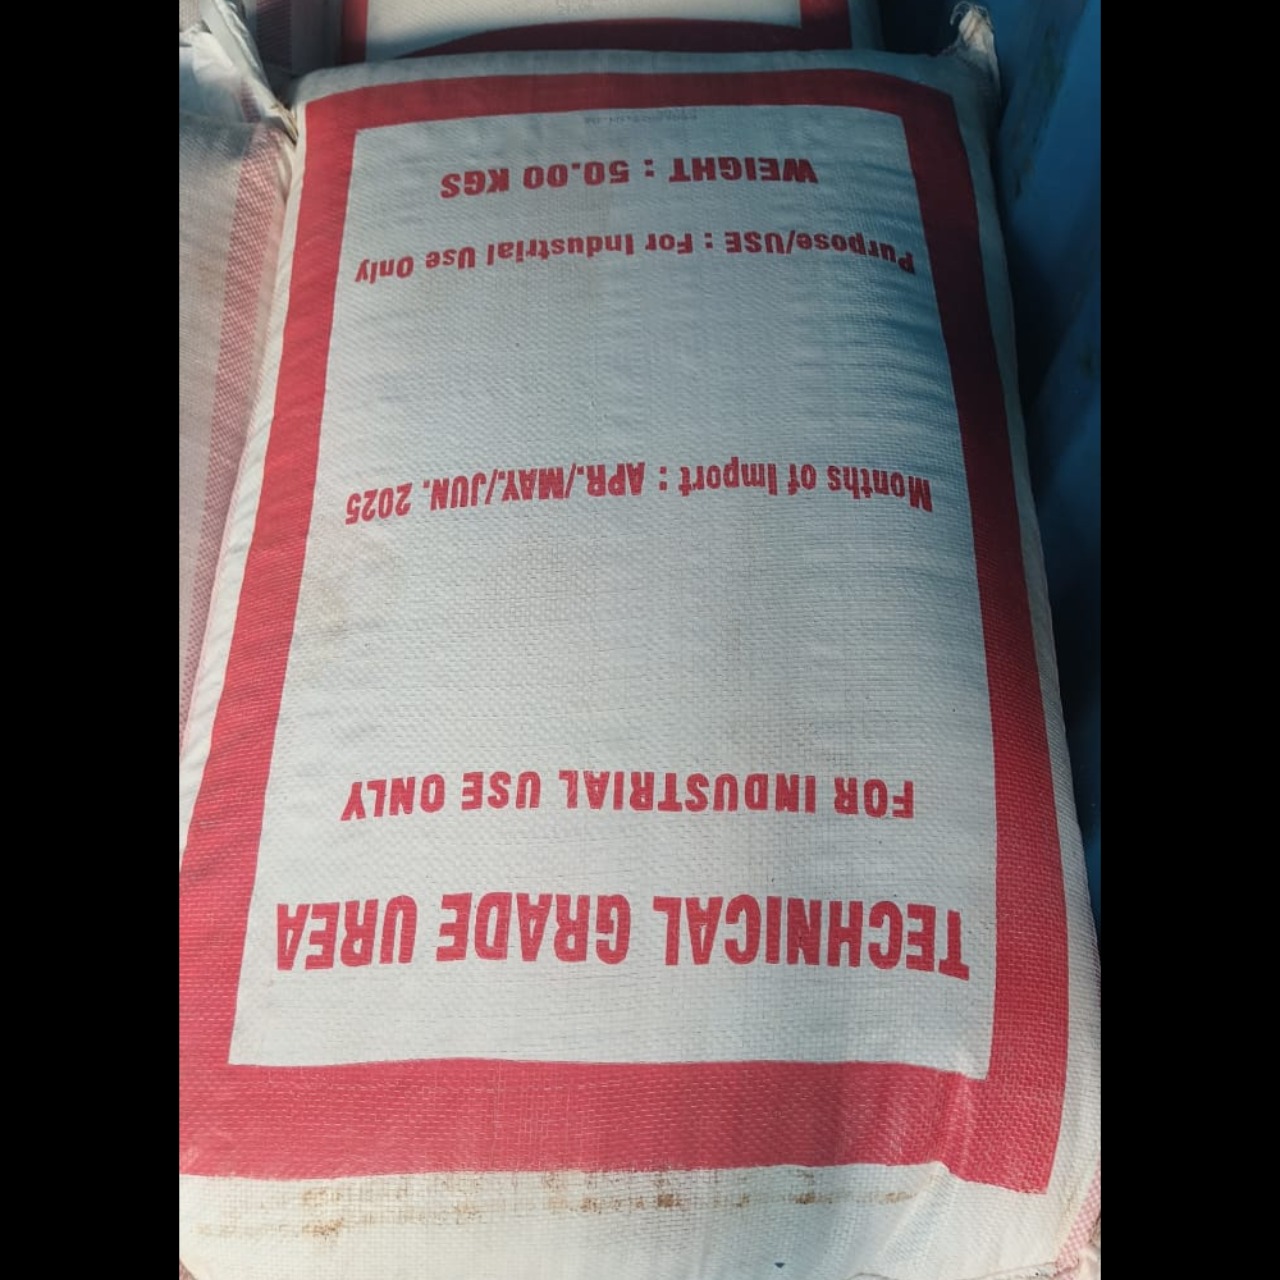 TECHNICAL GRADE UREA
FOR INDUSTRIAL USE ONLY
Months of Import : APR./MAY./JUN. 2025
Purpose/USE : For Industrial Use Only
WEIGHT : 50.00 KGS